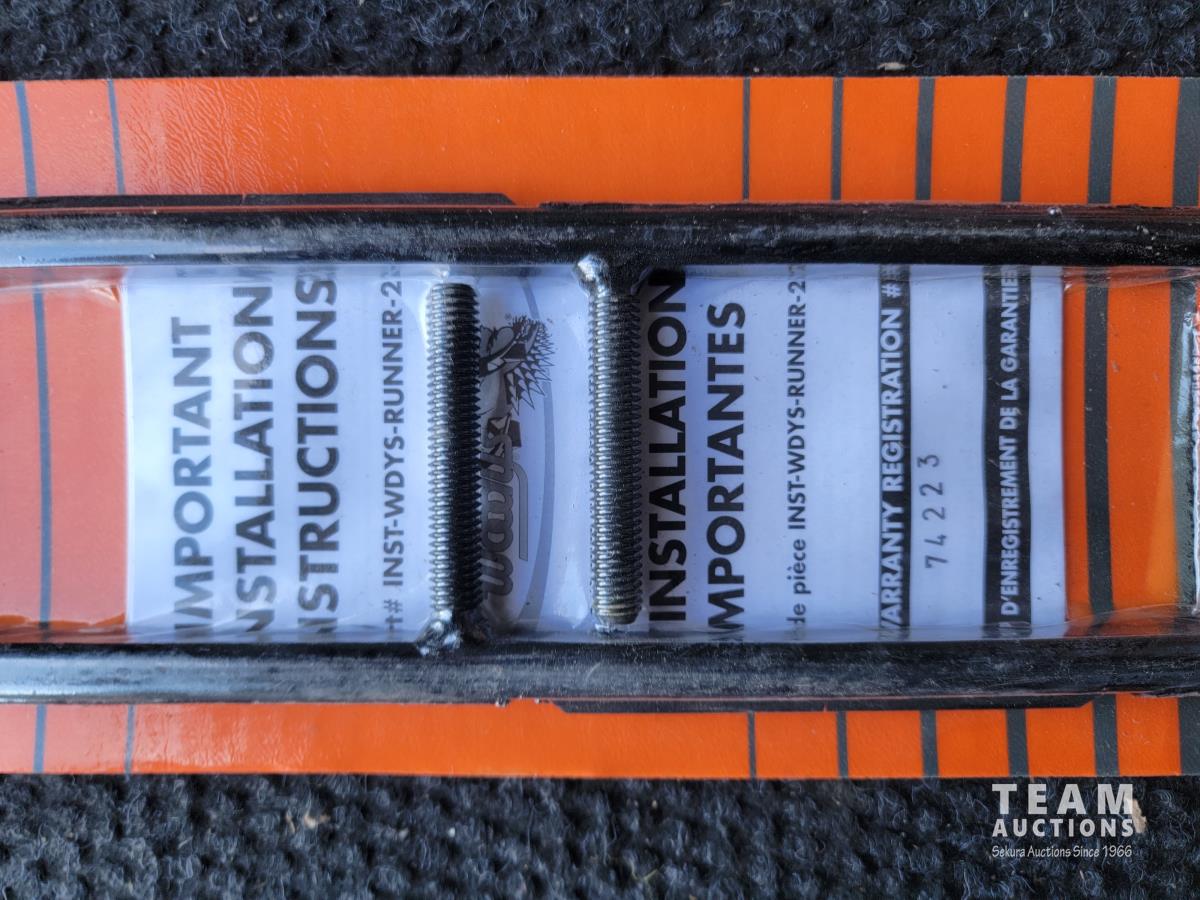 IMPORTANT
INSTALLATION
INSTRUCTIONS
# INST-WDYS-RUNNER-2
Woodys
INSTALLATION
IMPORTANTES
de pièce INST-WDYS-RUNNER-2
WARRANTY REGISTRATION #
74223
D'ENREGISTREMENT DE LA GARANTIE
TEAM
AUCTIONS
Sekura Auctions Since 1966